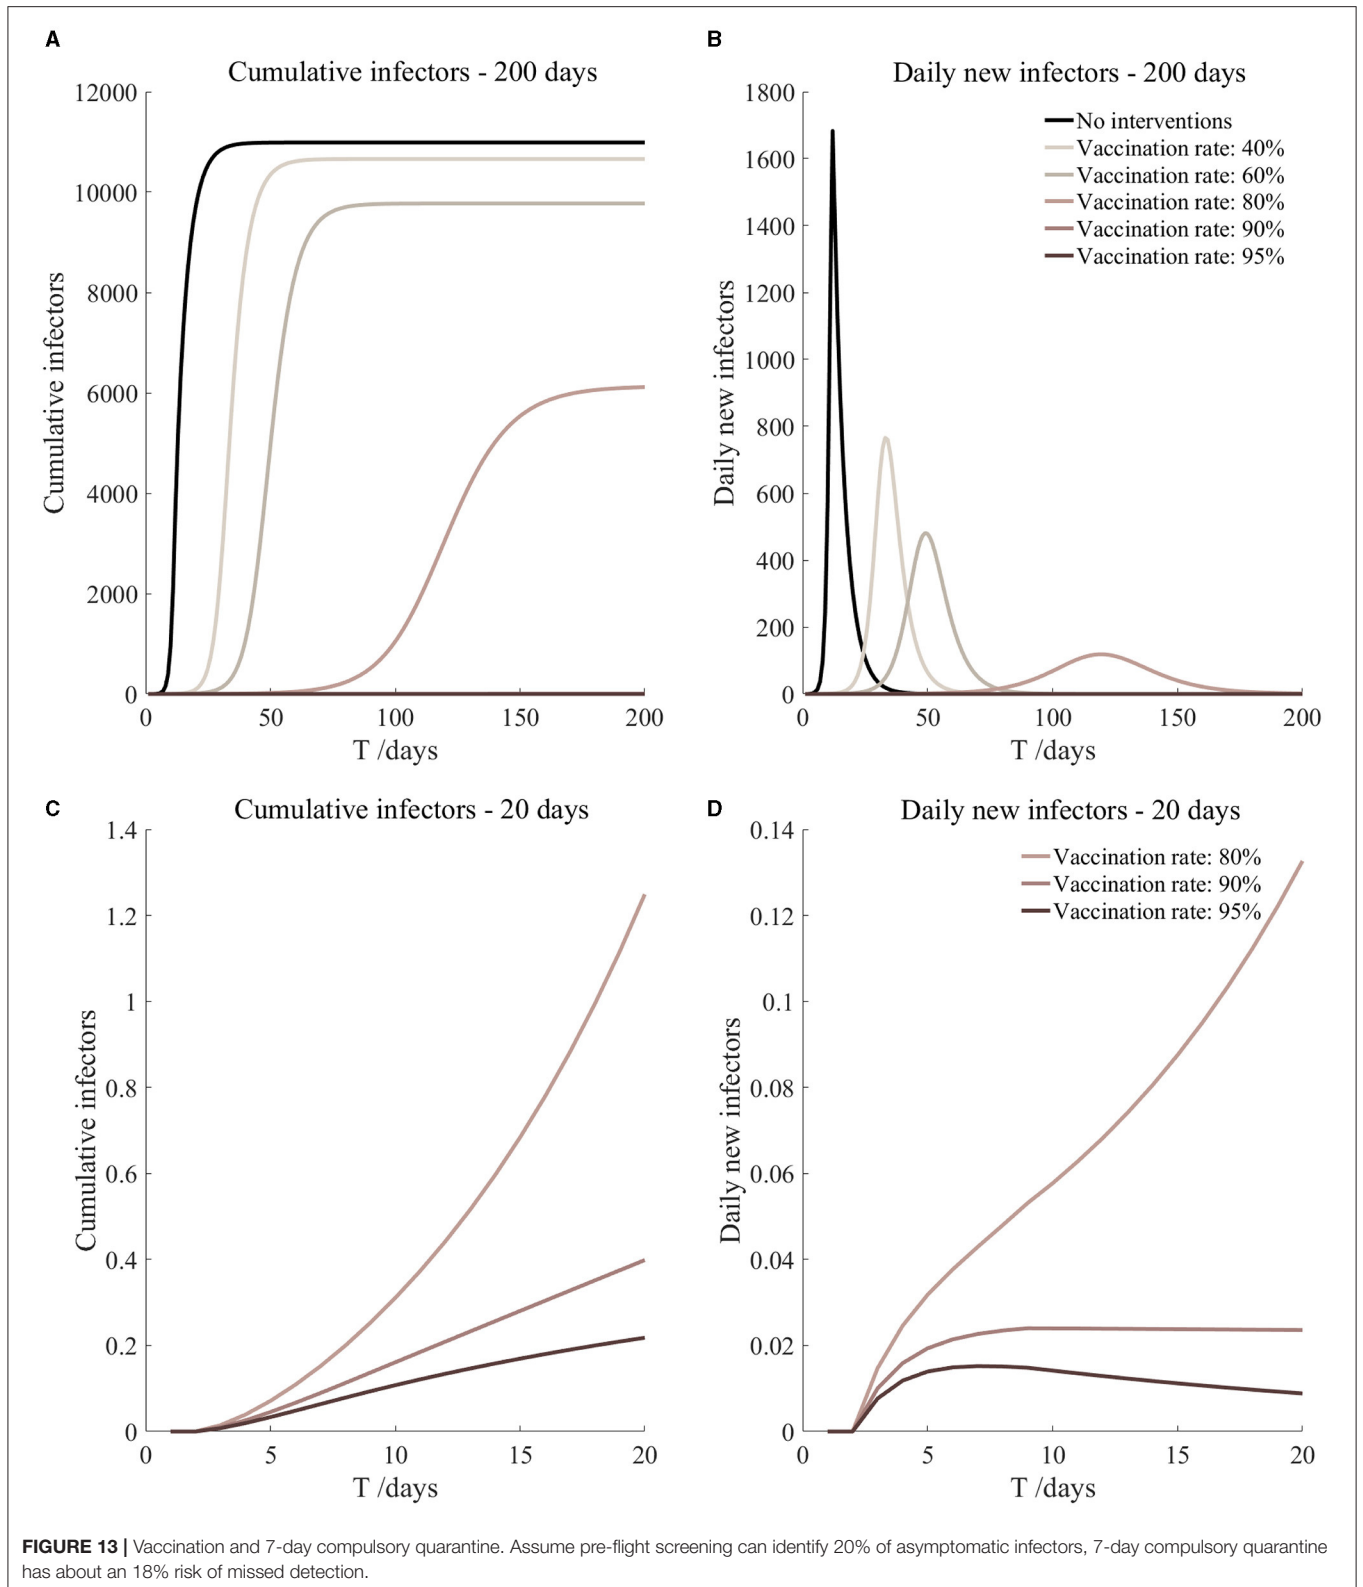 A
Cumulative infectors - 200 days
12000
10000
8000
6000
4000
2000
0
Cumulative infectors
0 50 100 150 200
T /days
B
Daily new infectors - 200 days
1800
1600
1400
1200
1000
800
600
400
200
0
Daily new infectors
No interventions
Vaccination rate: 40%
Vaccination rate: 60%
Vaccination rate: 80%
Vaccination rate: 90%
Vaccination rate: 95%
0 50 100 150 200
T /days
C
Cumulative infectors - 20 days
1.4
1.2
1
0.8
0.6
0.4
0.2
0
Cumulative infectors
0 5 10 15 20
T /days
D
Daily new infectors - 20 days
0.14
0.12
0.1
0.08
0.06
0.04
0.02
0
Daily new infectors
Vaccination rate: 80%
Vaccination rate: 90%
Vaccination rate: 95%
0 5 10 15 20
T /days
FIGURE 13 | Vaccination and 7-day compulsory quarantine. Assume pre-flight screening can identify 20% of asymptomatic infectors, 7-day compulsory quarantine
has about an 18% risk of missed detection.